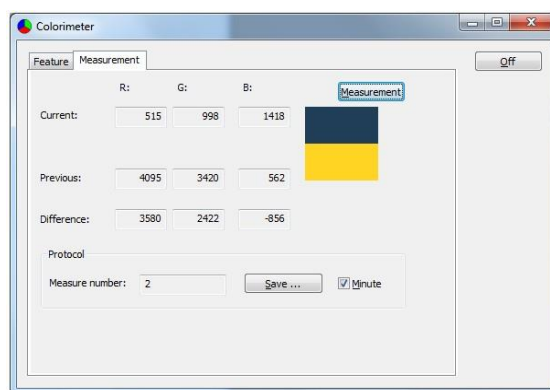 Colorimeter
Feature Measurement Off
R: G: B: Measurement
Current: 515 998 1418
Previous: 4095 3420 562
Difference: 3580 2422 -856
Protocol
Measure number: 2 Save ... Minute